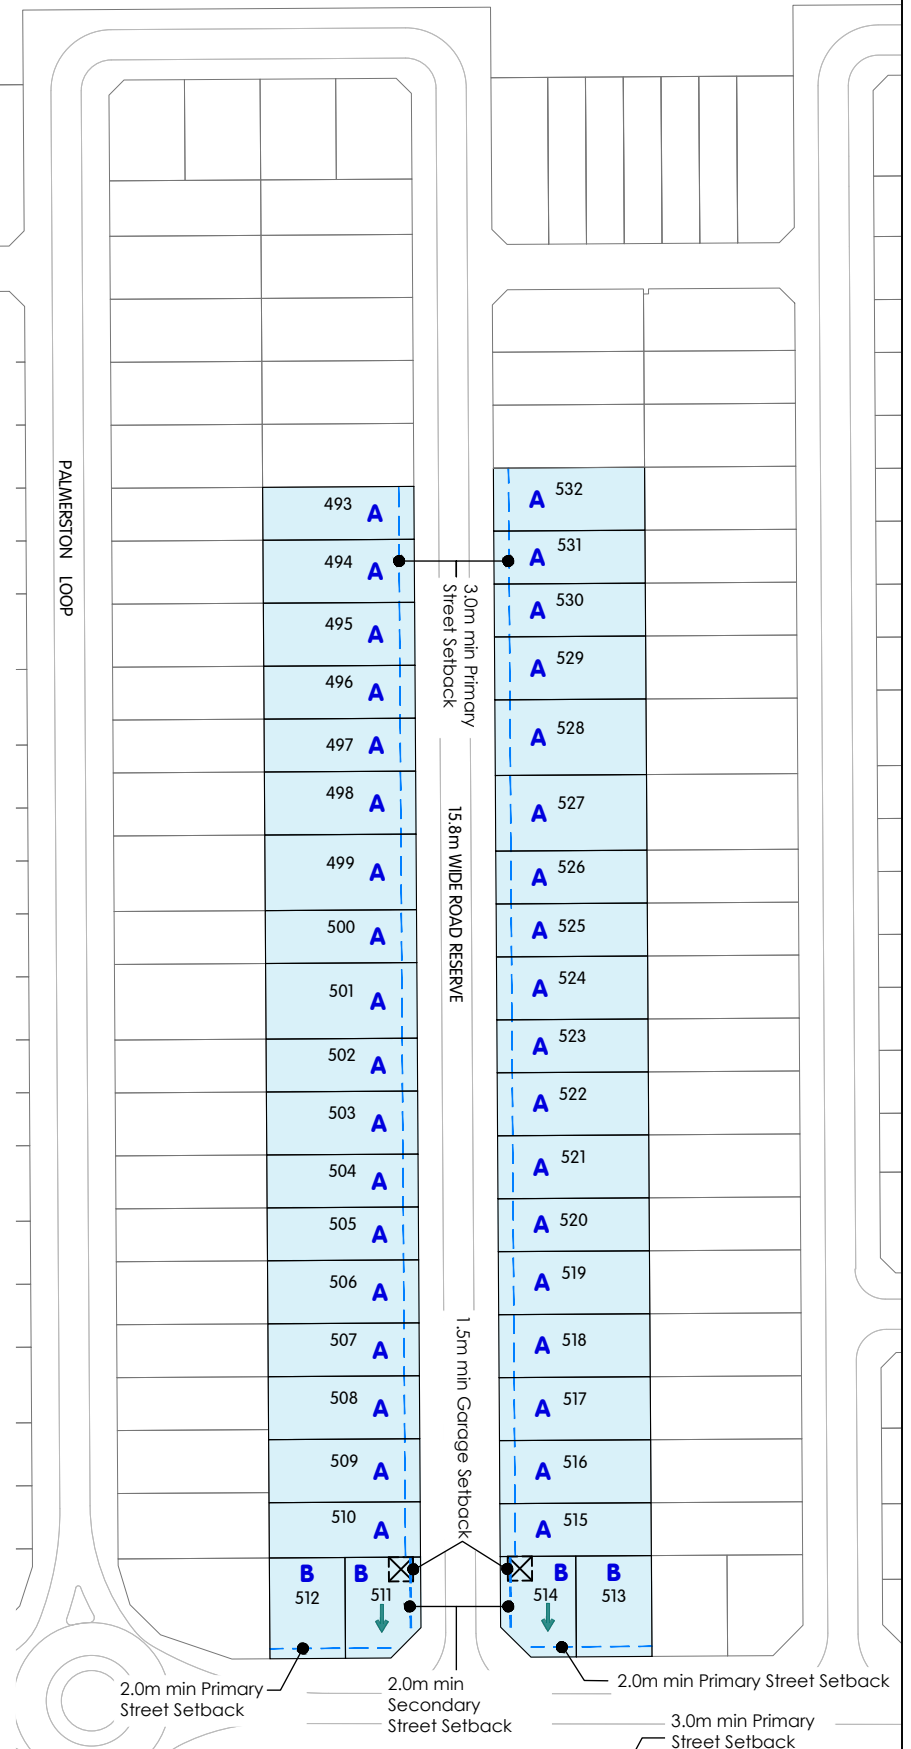 PALMERSTON LOOP
493 A
A 532
494 A
A 531
3.0m min Primary
Street Setback
495 A
A 530
496 A
A 529
497 A
A 528
498 A
A 527
15.8m WIDE ROAD RESERVE
499 A
A 526
500 A
A 525
501 A
A 524
502 A
A 523
503 A
A 522
504 A
A 521
505 A
A 520
506 A
A 519
507 A
A 518
1.5m min Garage Setback
508 A
A 517
509 A
A 516
510 A
A 515
B
512
B
511
B
514
B
513
2.0m min Primary
Street Setback
2.0m min
Secondary
Street Setback
2.0m min Primary Street Setback
3.0m min Primary
Street Setback